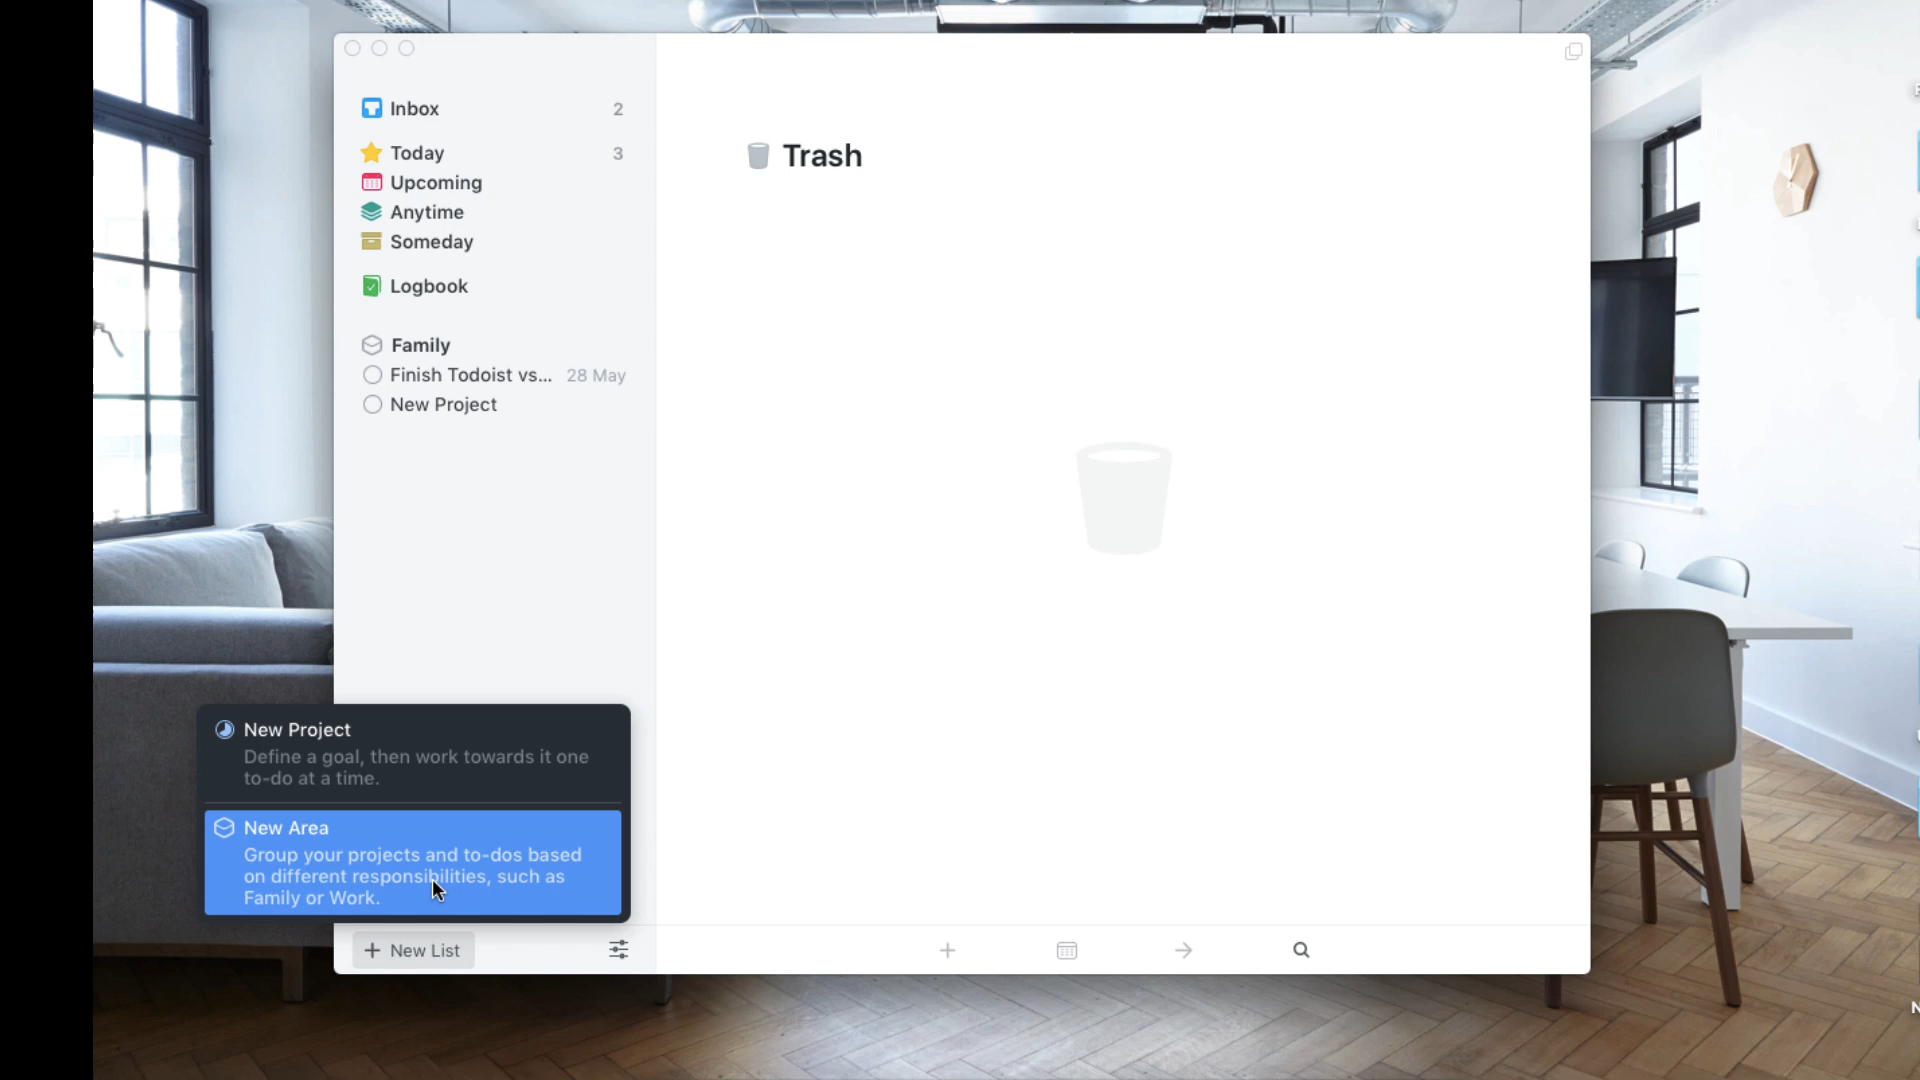 Inbox 2
Today 3
Upcoming
Anytime
Someday
Logbook
Family
Finish Todoist vs... 28 May
New Project
Trash
New Project
Define a goal, then work towards it one
to-do at a time.
New Area
Group your projects and to-dos based
on different responsibilities, such as
Family or Work.
+ New List